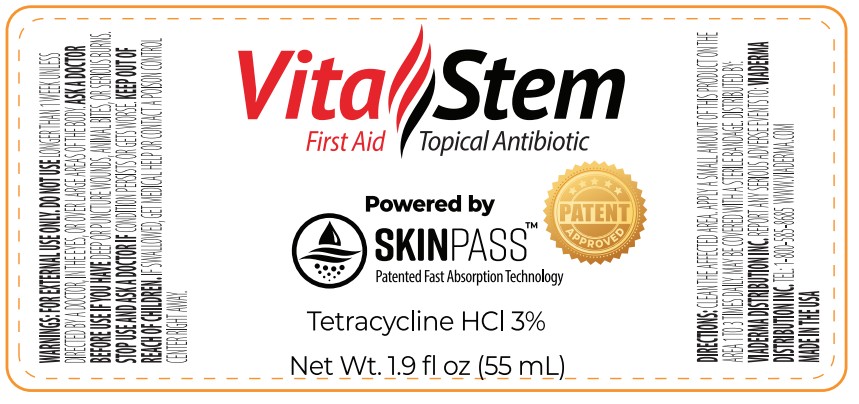 WARNINGS: FOR EXTERNAL USE ONLY. DO NOT USE LONGER THAN 1 WEEK UNLESS
DIRECTED BY A DOCTOR, IN THE EYES, OR OVER LARGE AREAS OF THE BODY. ASK A DOCTOR
BEFORE USE IF YOU HAVE DEEP OR PUNCTURE WOUNDS, ANIMAL BITES, OR SERIOUS BURNS.
STOP USE AND ASK A DOCTOR IF CONDITION PERSISTS OR GETS WORSE. KEEP OUT OF
REACH OF CHILDREN. IF SWALLOWED, GET MEDICAL HELP OR CONTACT A POISON CONTROL
CENTER RIGHT AWAY.
Vita Stem
First Aid Topical Antibiotic
Powered by
SKINPASS™
Patented Fast Absorption Technology
PATENT
APPROVED
Tetracycline HCl 3%
Net Wt. 1.9 fl oz (55 mL)
DIRECTIONS: CLEAN THE AFFECTED AREA. APPLY A SMALL AMOUNT OF THIS PRODUCT ON THE
AREA 1 TO 3 TIMES DAILY. MAY BE COVERED WITH A STERILE BANDAGE. DISTRIBUTED BY:
VIADERMA DISTRIBUTION INC. REPORT ANY SERIOUS ADVERSE EVENTS TO: VIADERMA
DISTRIBUTION INC. TEL: 1-800-595-0665 WWW.VIADERMA.COM
MADE IN THE USA